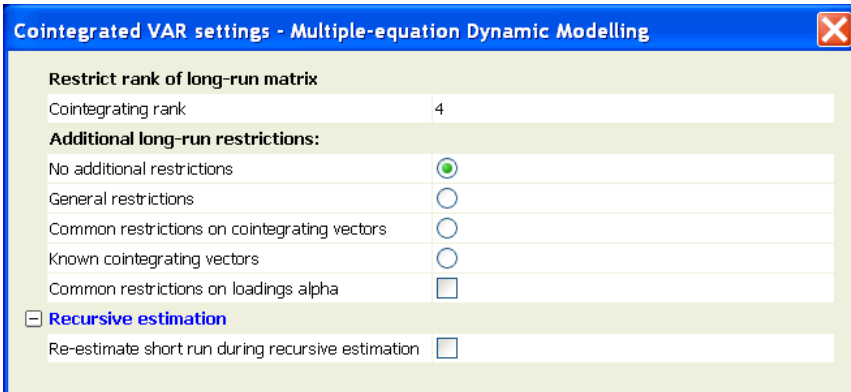 Cointegrated VAR settings - Multiple-equation Dynamic Modelling
Restrict rank of long-run matrix
Cointegrating rank 4
Additional long-run restrictions:
No additional restrictions
General restrictions
Common restrictions on cointegrating vectors
Known cointegrating vectors
Common restrictions on loadings alpha
Recursive estimation
Re-estimate short run during recursive estimation